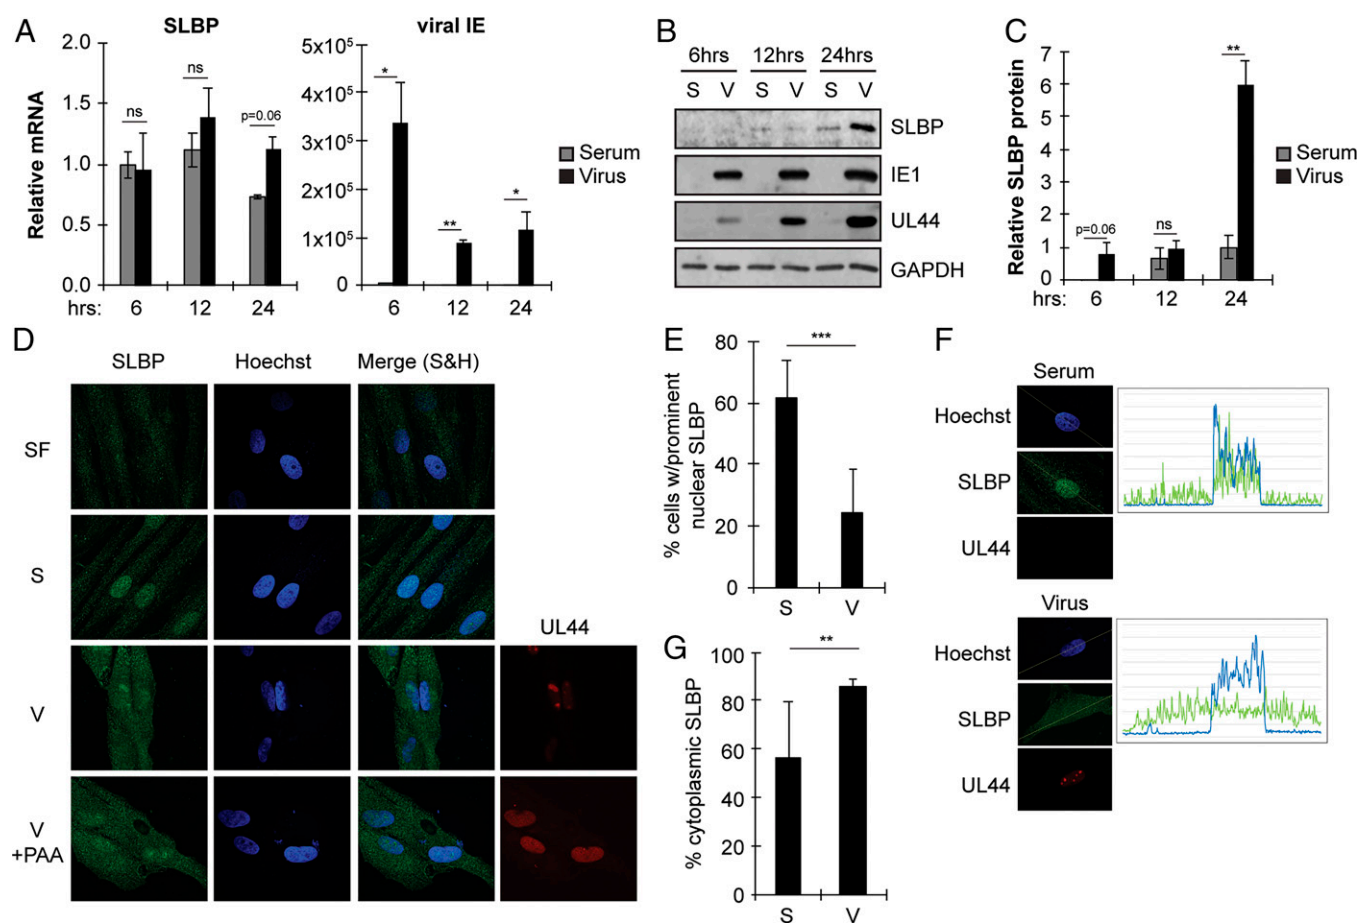 A
SLBP
viral IE
Relative mRNA
2.0
1.5
1.0
0.5
0.0
ns
ns
p=0.06
hrs: 6 12 24
5x10⁵
4x10⁵
3x10⁵
2x10⁵
1x10⁵
0
*
**
*
6 12 24
Serum
Virus
B
6hrs 12hrs 24hrs
S V S V S V
SLBP
IE1
UL44
GAPDH
C
Relative SLBP protein
7
6
5
4
3
2
1
0
p=0.06
ns
**
hrs: 6 12 24
Serum
Virus
D
SLBP Hoechst Merge (S&H)
SF
S
UL44
V
V
+PAA
E
% cells w/prominent
nuclear SLBP
80
60
40
20
0
***
S V
F
Serum
Hoechst
SLBP
UL44
Virus
Hoechst
SLBP
UL44
G
% cytoplasmic SLBP
100
80
60
40
80
20
0
**
S V